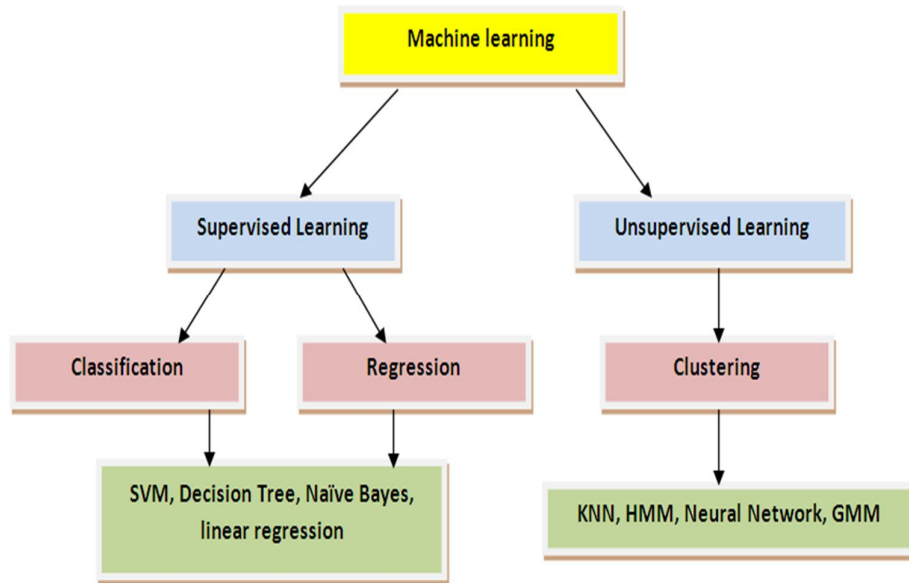 Machine learning
Supervised Learning
Unsupervised Learning
Classification
Regression
Clustering
SVM, Decision Tree, Naïve Bayes,
linear regression
KNN, HMM, Neural Network, GMM